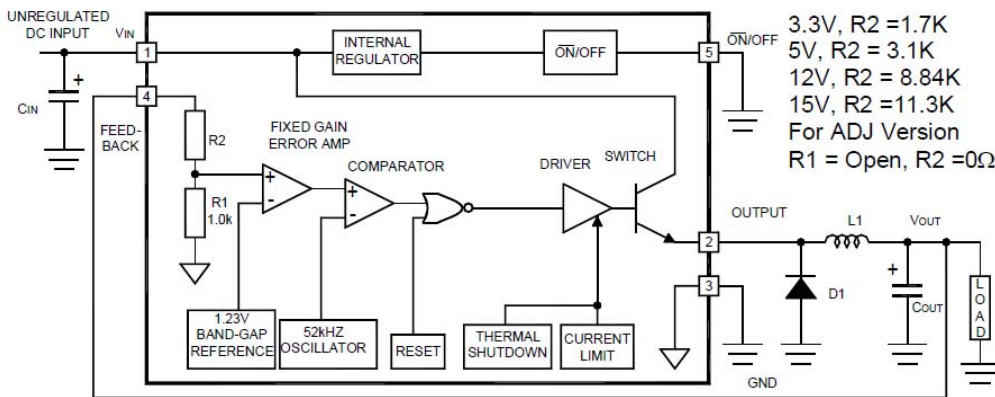 UNREGULATED
DC INPUT
VIN
1
INTERNAL
REGULATOR
ON/OFF
5
ON/OFF
3.3V, R2 =1.7K
5V, R2 = 3.1K
12V, R2 = 8.84K
15V, R2 =11.3K
For ADJ Version
R1 = Open, R2 =0Ω
+
CIN
4
FEED-
BACK
R2
FIXED GAIN
ERROR AMP
COMPARATOR
DRIVER
SWITCH
R1
1.0k
+
-
+
-
OUTPUT
2
L1
VOUT
3
D1
+
COUT
LOAD
1.23V
BAND-GAP
REFERENCE
52kHZ
OSCILLATOR
RESET
THERMAL
SHUTDOWN
CURRENT
LIMIT
GND